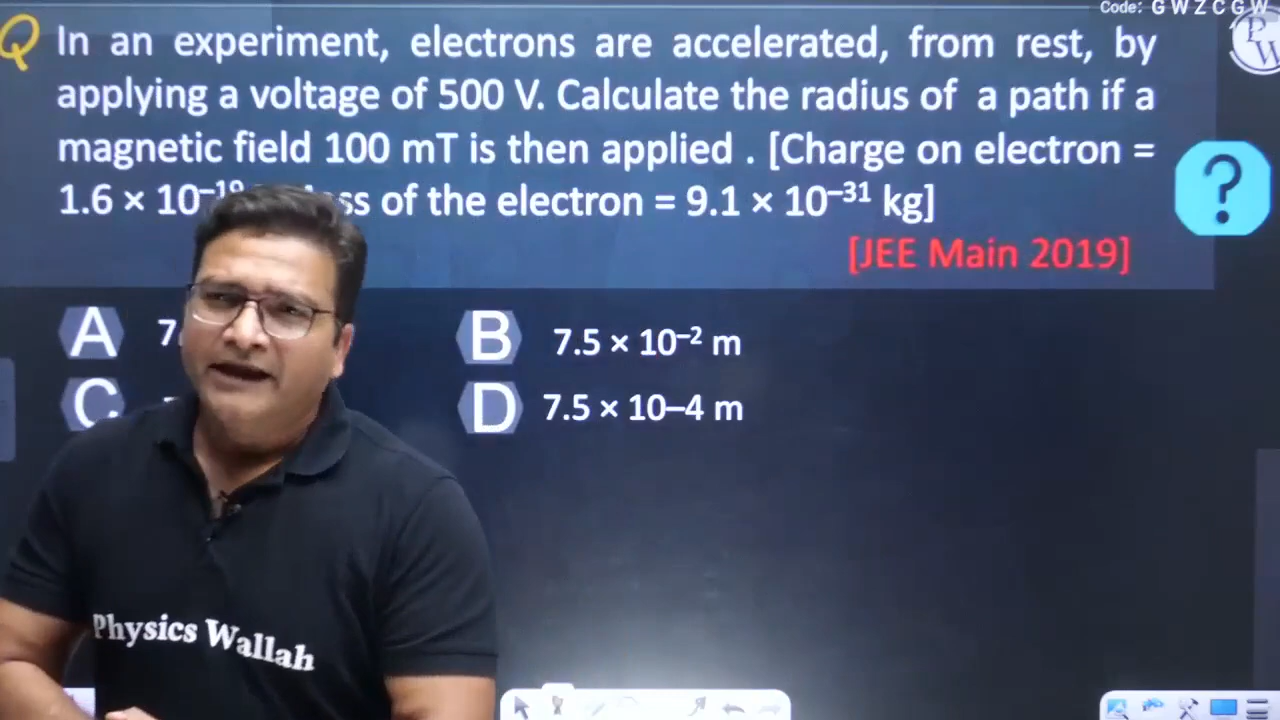 Code: G W Z C G W
Q In an experiment, electrons are accelerated, from rest, by
applying a voltage of 500 V. Calculate the radius of a path if a
magnetic field 100 mT is then applied . [Charge on electron =
1.6 × 10⁻¹⁹ of the electron = 9.1 × 10⁻³¹ kg]
[JEE Main 2019]
A 7. B 7.5 × 10⁻² m
C D 7.5 × 10–4 m
Physics Wallah
P
W
?